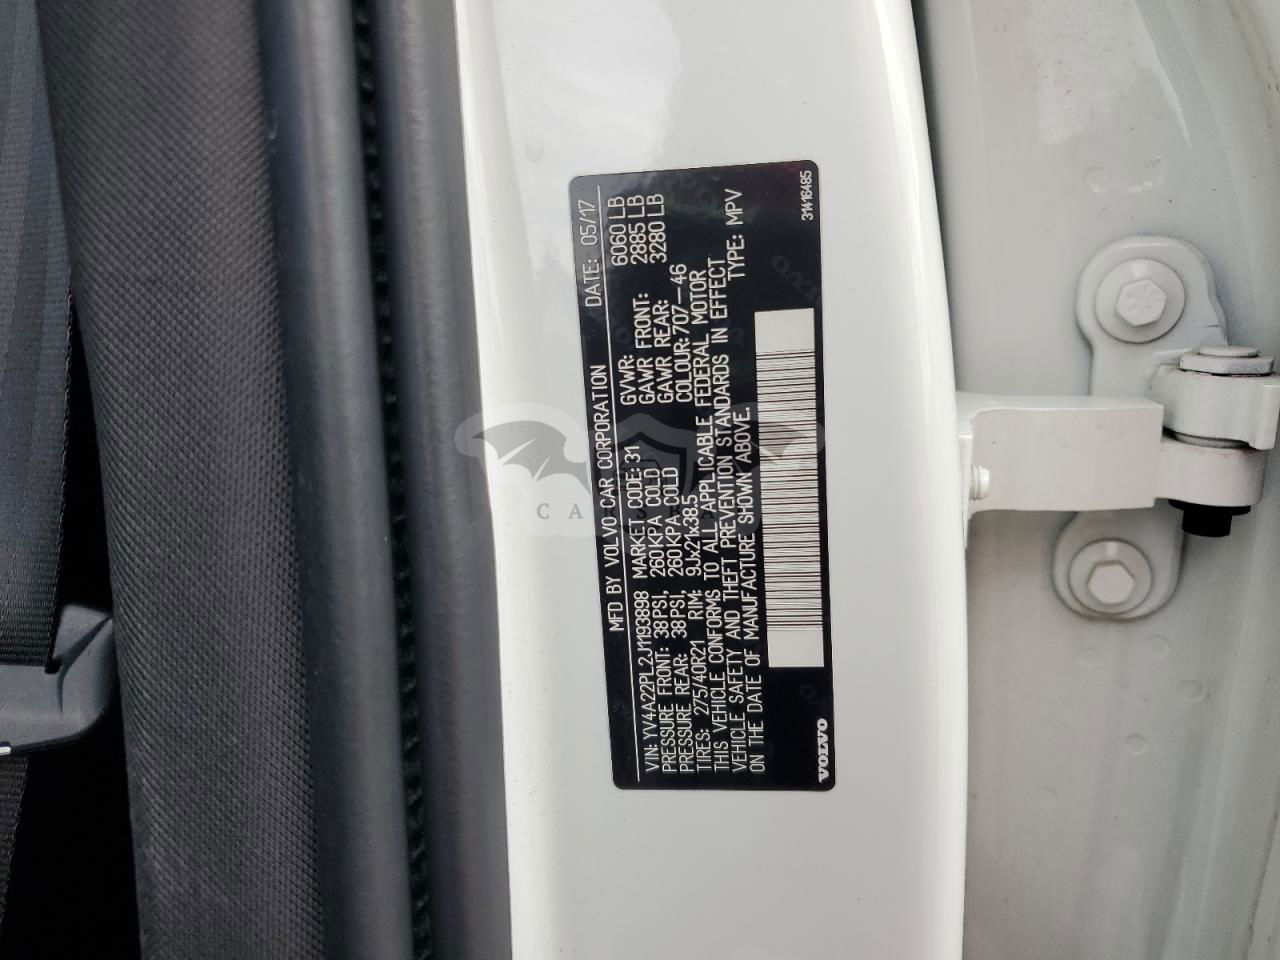 MFD BY VOLVO CAR CORPORATION DATE: 05/17
VIN: YV4A22PL2J1193898 MARKET CODE: 31 GVWR: 6060 LB
PRESSURE FRONT: 38PSI, 260KPA COLD GAWR FRONT: 2885 LB
PRESSURE REAR: 38PSI, 260KPA COLD GAWR REAR: 3280 LB
TIRES: 275/40R21 RIM: 9Jx21x38.5 COLOUR: 707-46
THIS VEHICLE CONFORMS TO ALL APPLICABLE FEDERAL MOTOR
VEHICLE SAFETY AND THEFT PREVENTION STANDARDS IN EFFECT
ON THE DATE OF MANUFACTURE SHOWN ABOVE. TYPE: MPV
VOLVO
31416485